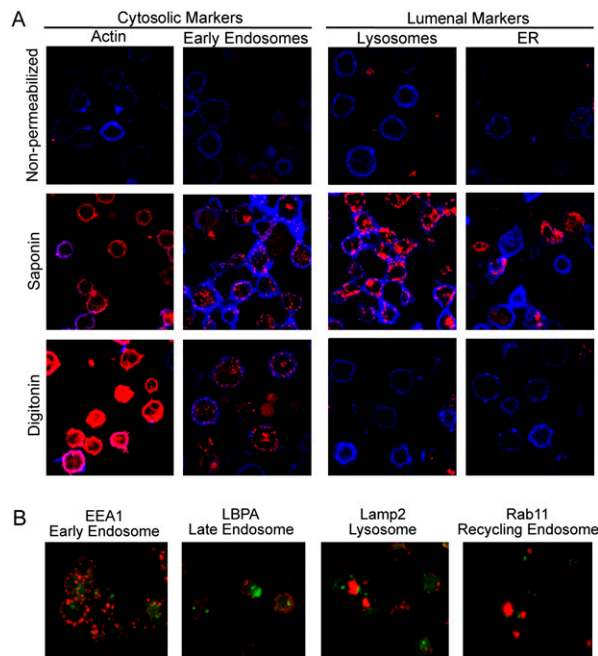 A
Cytosolic Markers
Lumenal Markers
Actin
Early Endosomes
Lysosomes
ER
Non-permeabilized
Saponin
Digitonin
B
EEA1
Early Endosome
LBPA
Late Endosome
Lamp2
Lysosome
Rab11
Recycling Endosome